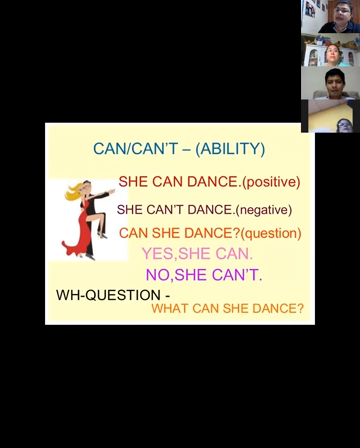 CAN/CAN'T – (ABILITY)
SHE CAN DANCE.(positive)
SHE CAN'T DANCE.(negative)
CAN SHE DANCE?(question)
YES,SHE CAN.
NO,SHE CAN'T.
WH-QUESTION -
WHAT CAN SHE DANCE?